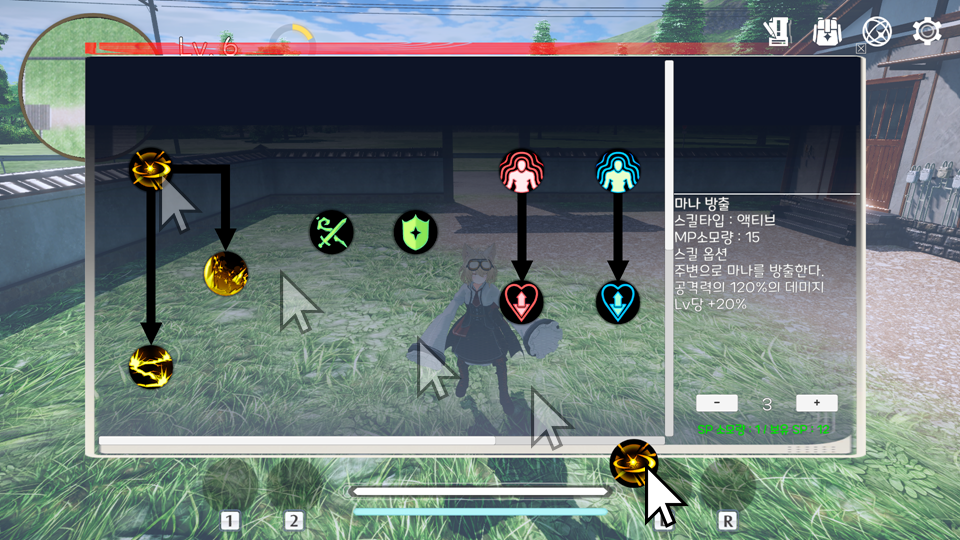 Lv. 6
마나 방출
스킬타입 : 액티브
MP소모량 : 15
스킬 옵션
주변으로 마나를 방출한다.
공격력의 120%의 데미지
Lv당 +20%
- 3 +
1 2 R